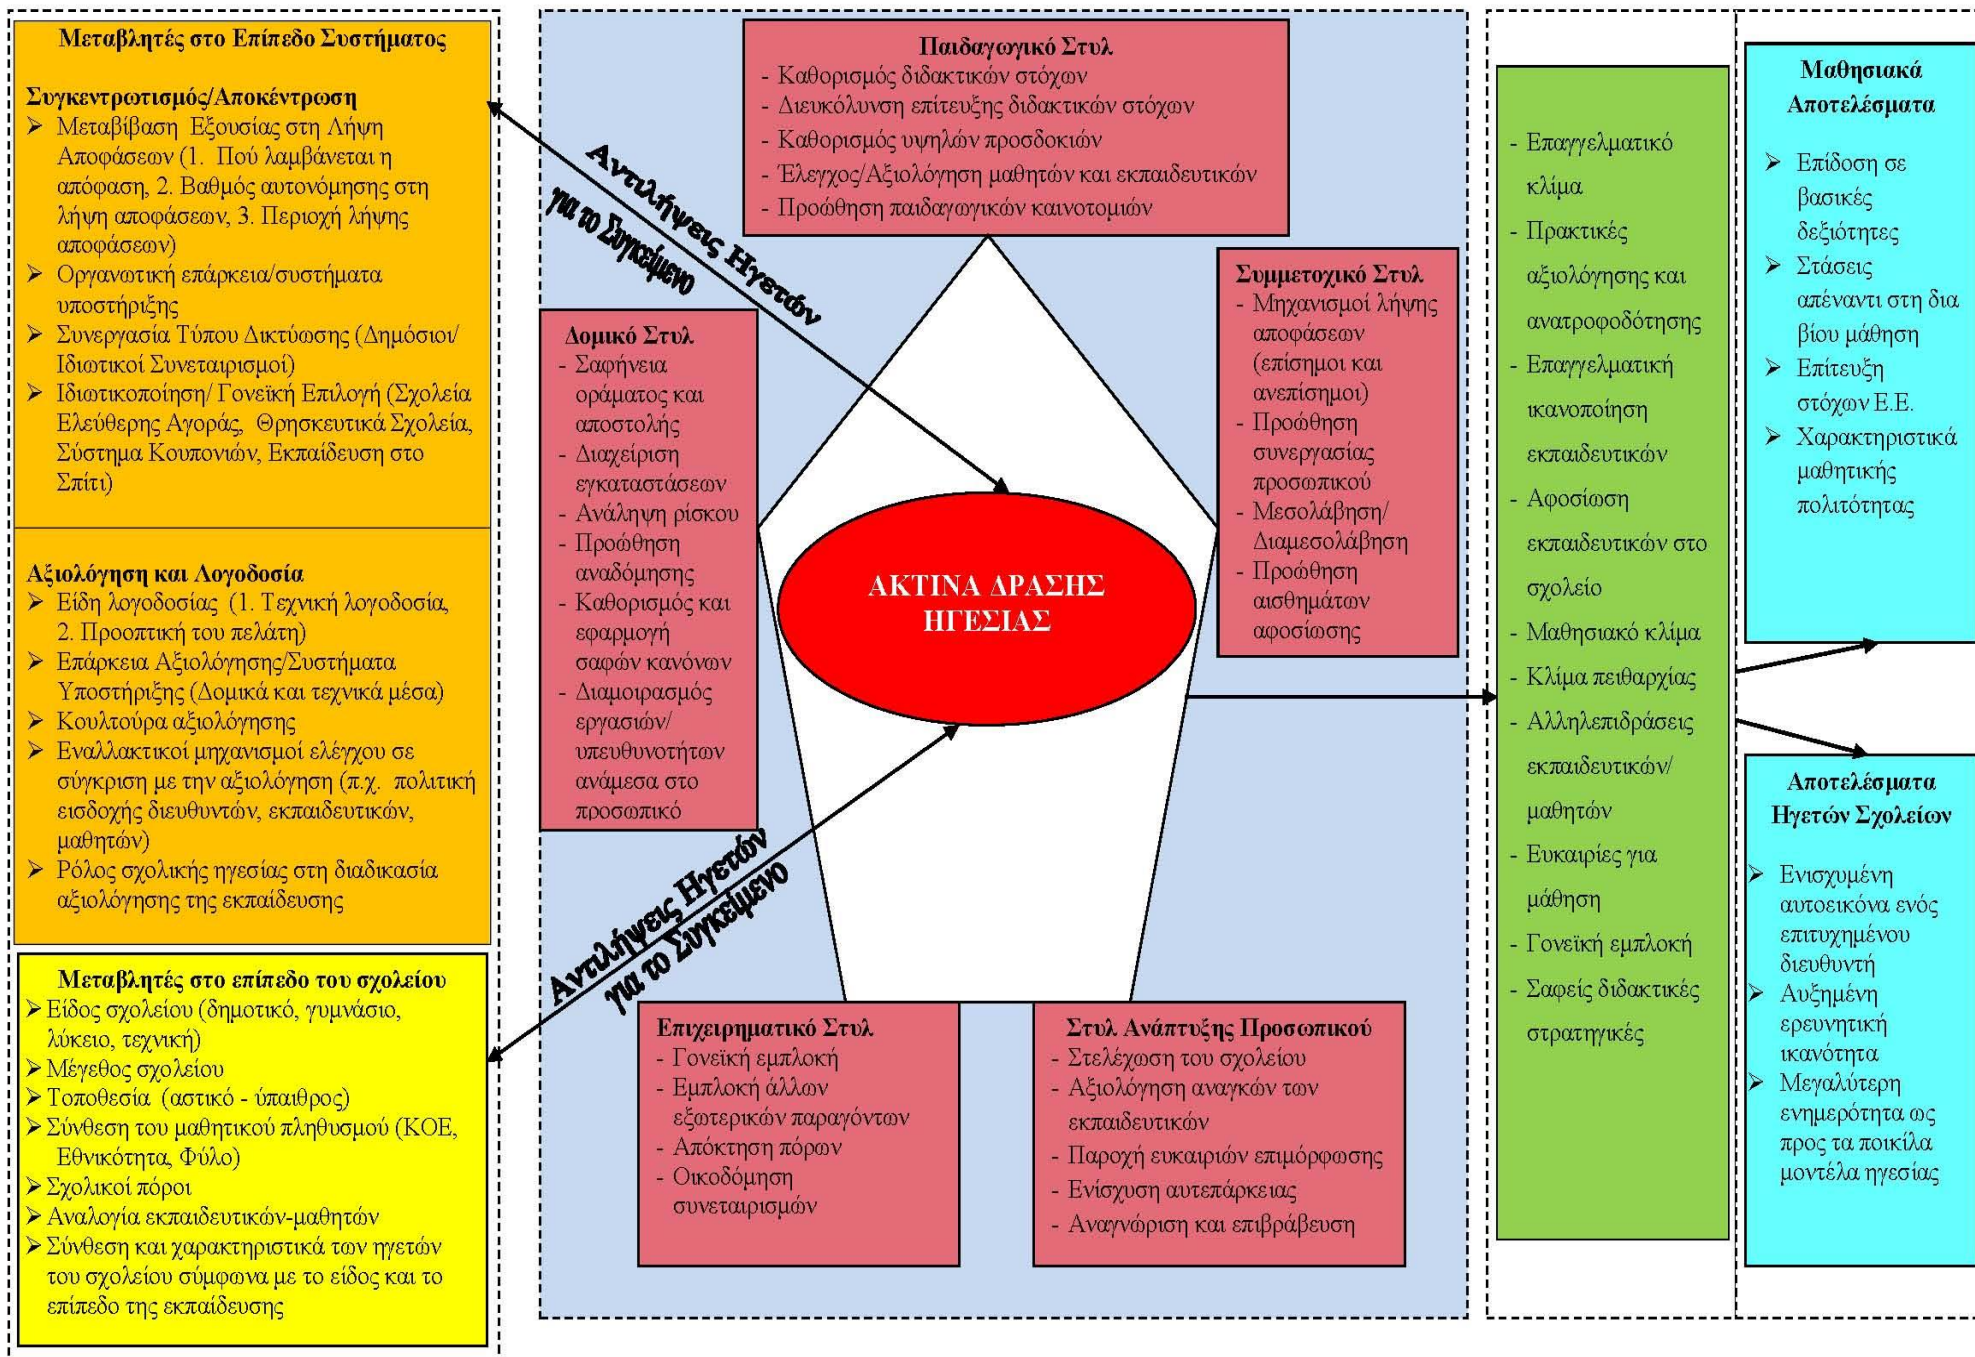 Μεταβλητές στο Επίπεδο Συστήματος
Συγκεντρωτισμός/Αποκέντρωση
➢ Μεταβίβαση Εξουσίας στη Λήψη
Αποφάσεων (1. Πού λαμβάνεται η
απόφαση, 2. Βαθμός αυτονόμησης στη
λήψη αποφάσεων, 3. Περιοχή λήψης
αποφάσεων)
➢ Οργανωτική επάρκεια/συστήματα
υποστήριξης
➢ Συνεργασία Τύπου Δικτύωσης (Δημόσιοι/
Ιδιωτικοί Συνεταιρισμοί)
➢ Ιδιωτικοποίηση/ Γονεϊκή Επιλογή (Σχολεία
Ελεύθερης Αγοράς, Θρησκευτικά Σχολεία,
Σύστημα Κουπονιών, Εκπαίδευση στο
Σπίτι)
Αξιολόγηση και Λογοδοσία
➢ Είδη λογοδοσίας (1. Τεχνική λογοδοσία,
2. Προοπτική του πελάτη)
➢ Επάρκεια Αξιολόγησης/Συστήματα
Υποστήριξης (Δομικά και τεχνικά μέσα)
➢ Κουλτούρα αξιολόγησης
➢ Εναλλακτικοί μηχανισμοί ελέγχου σε
σύγκριση με την αξιολόγηση (π.χ. πολιτική
εισδοχής διευθυντών, εκπαιδευτικών,
μαθητών)
➢ Ρόλος σχολικής ηγεσίας στη διαδικασία
αξιολόγησης της εκπαίδευσης
Μεταβλητές στο επίπεδο του σχολείου
➢ Είδος σχολείου (δημοτικό, γυμνάσιο,
λύκειο, τεχνική)
➢ Μέγεθος σχολείου
➢ Τοποθεσία (αστικό - ύπαιθρος)
➢ Σύνθεση του μαθητικού πληθυσμού (ΚΟΕ,
Εθνικότητα, Φύλο)
➢ Σχολικοί πόροι
➢ Αναλογία εκπαιδευτικών-μαθητών
➢ Σύνθεση και χαρακτηριστικά των ηγετών
του σχολείου σύμφωνα με το είδος και το
επίπεδο της εκπαίδευσης
Αντιλήψεις Ηγετών
για το Συγκείμενο
Αντιλήψεις Ηγετών
για το Συγκείμενο
Παιδαγωγικό Στυλ
- Καθορισμός διδακτικών στόχων
- Διευκόλυνση επίτευξης διδακτικών στόχων
- Καθορισμός υψηλών προσδοκιών
- Έλεγχος/Αξιολόγηση μαθητών και εκπαιδευτικών
- Προώθηση παιδαγωγικών καινοτομιών
Δομικό Στυλ
- Σαφήνεια
οράματος και
αποστολής
- Διαχείριση
εγκαταστάσεων
- Ανάληψη ρίσκου
- Προώθηση
αναδόμησης
- Καθορισμός και
εφαρμογή
σαφών κανόνων
- Διαμοιρασμός
εργασιών/
υπευθυνοτήτων
ανάμεσα στο
προσωπικό
ΑΚΤΙΝΑ ΔΡΑΣΗΣ
ΗΓΕΣΙΑΣ
Συμμετοχικό Στυλ
- Μηχανισμοί λήψης
αποφάσεων
(επίσημοι και
ανεπίσημοι)
- Προώθηση
συνεργασίας
προσωπικού
- Μεσολάβηση/
Διαμεσολάβηση
- Προώθηση
αισθημάτων
αφοσίωσης
Επιχειρηματικό Στυλ
- Γονεϊκή εμπλοκή
- Εμπλοκή άλλων
εξωτερικών παραγόντων
- Απόκτηση πόρων
- Οικοδόμηση
συνεταιρισμών
Στυλ Ανάπτυξης Προσωπικού
- Στελέχωση του σχολείου
- Αξιολόγηση αναγκών των
εκπαιδευτικών
- Παροχή ευκαιριών επιμόρφωσης
- Ενίσχυση αυτεπάρκειας
- Αναγνώριση και επιβράβευση
- Επαγγελματικό
κλίμα
- Πρακτικές
αξιολόγησης και
ανατροφοδότησης
- Επαγγελματική
ικανοποίηση
εκπαιδευτικών
- Αφοσίωση
εκπαιδευτικών στο
σχολείο
- Μαθησιακό κλίμα
- Κλίμα πειθαρχίας
- Αλληλεπιδράσεις
εκπαιδευτικών/
μαθητών
- Ευκαιρίες για
μάθηση
- Γονεϊκή εμπλοκή
- Σαφείς διδακτικές
στρατηγικές
Μαθησιακά
Αποτελέσματα
➢ Επίδοση σε
βασικές
δεξιότητες
➢ Στάσεις
απέναντι στη δια
βίου μάθηση
➢ Επίτευξη
στόχων Ε.Ε.
➢ Χαρακτηριστικά
μαθητικής
πολιτότητας
Αποτελέσματα
Ηγετών Σχολείων
➢ Ενισχυμένη
αυτοεικόνα ενός
επιτυχημένου
διευθυντή
➢ Αυξημένη
ερευνητική
ικανότητα
➢ Μεγαλύτερη
ενημερότητα ως
προς τα ποικίλα
μοντέλα ηγεσίας